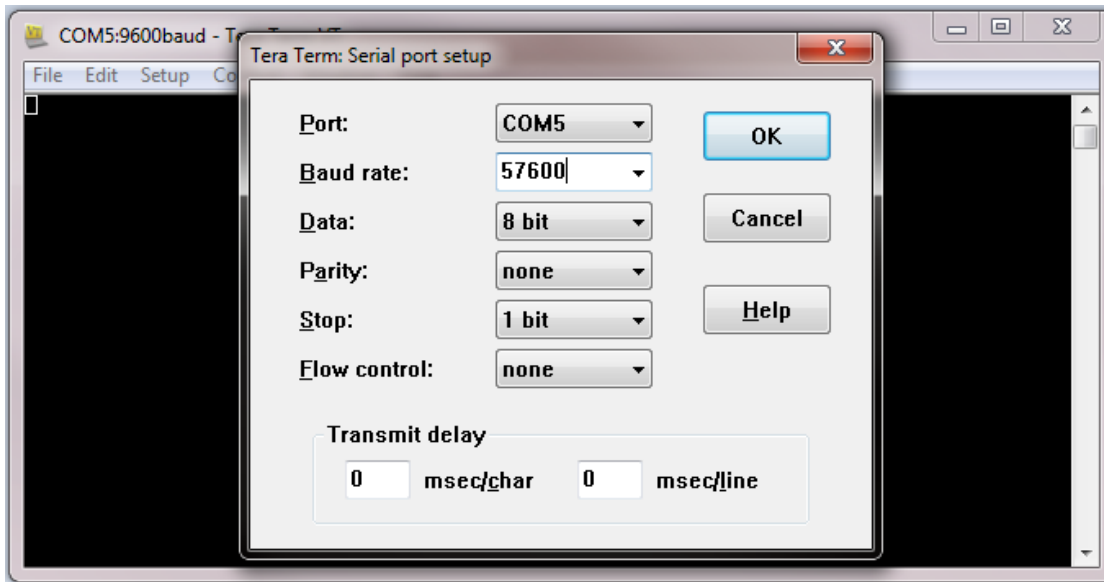 COM5:9600baud - Te
Tera Term: Serial port setup
File Edit Setup Co
Port: COM5
OK
Baud rate: 57600
Data: 8 bit
Cancel
Parity: none
Stop: 1 bit
Help
Flow control: none
Transmit delay
0 msec/char 0 msec/line